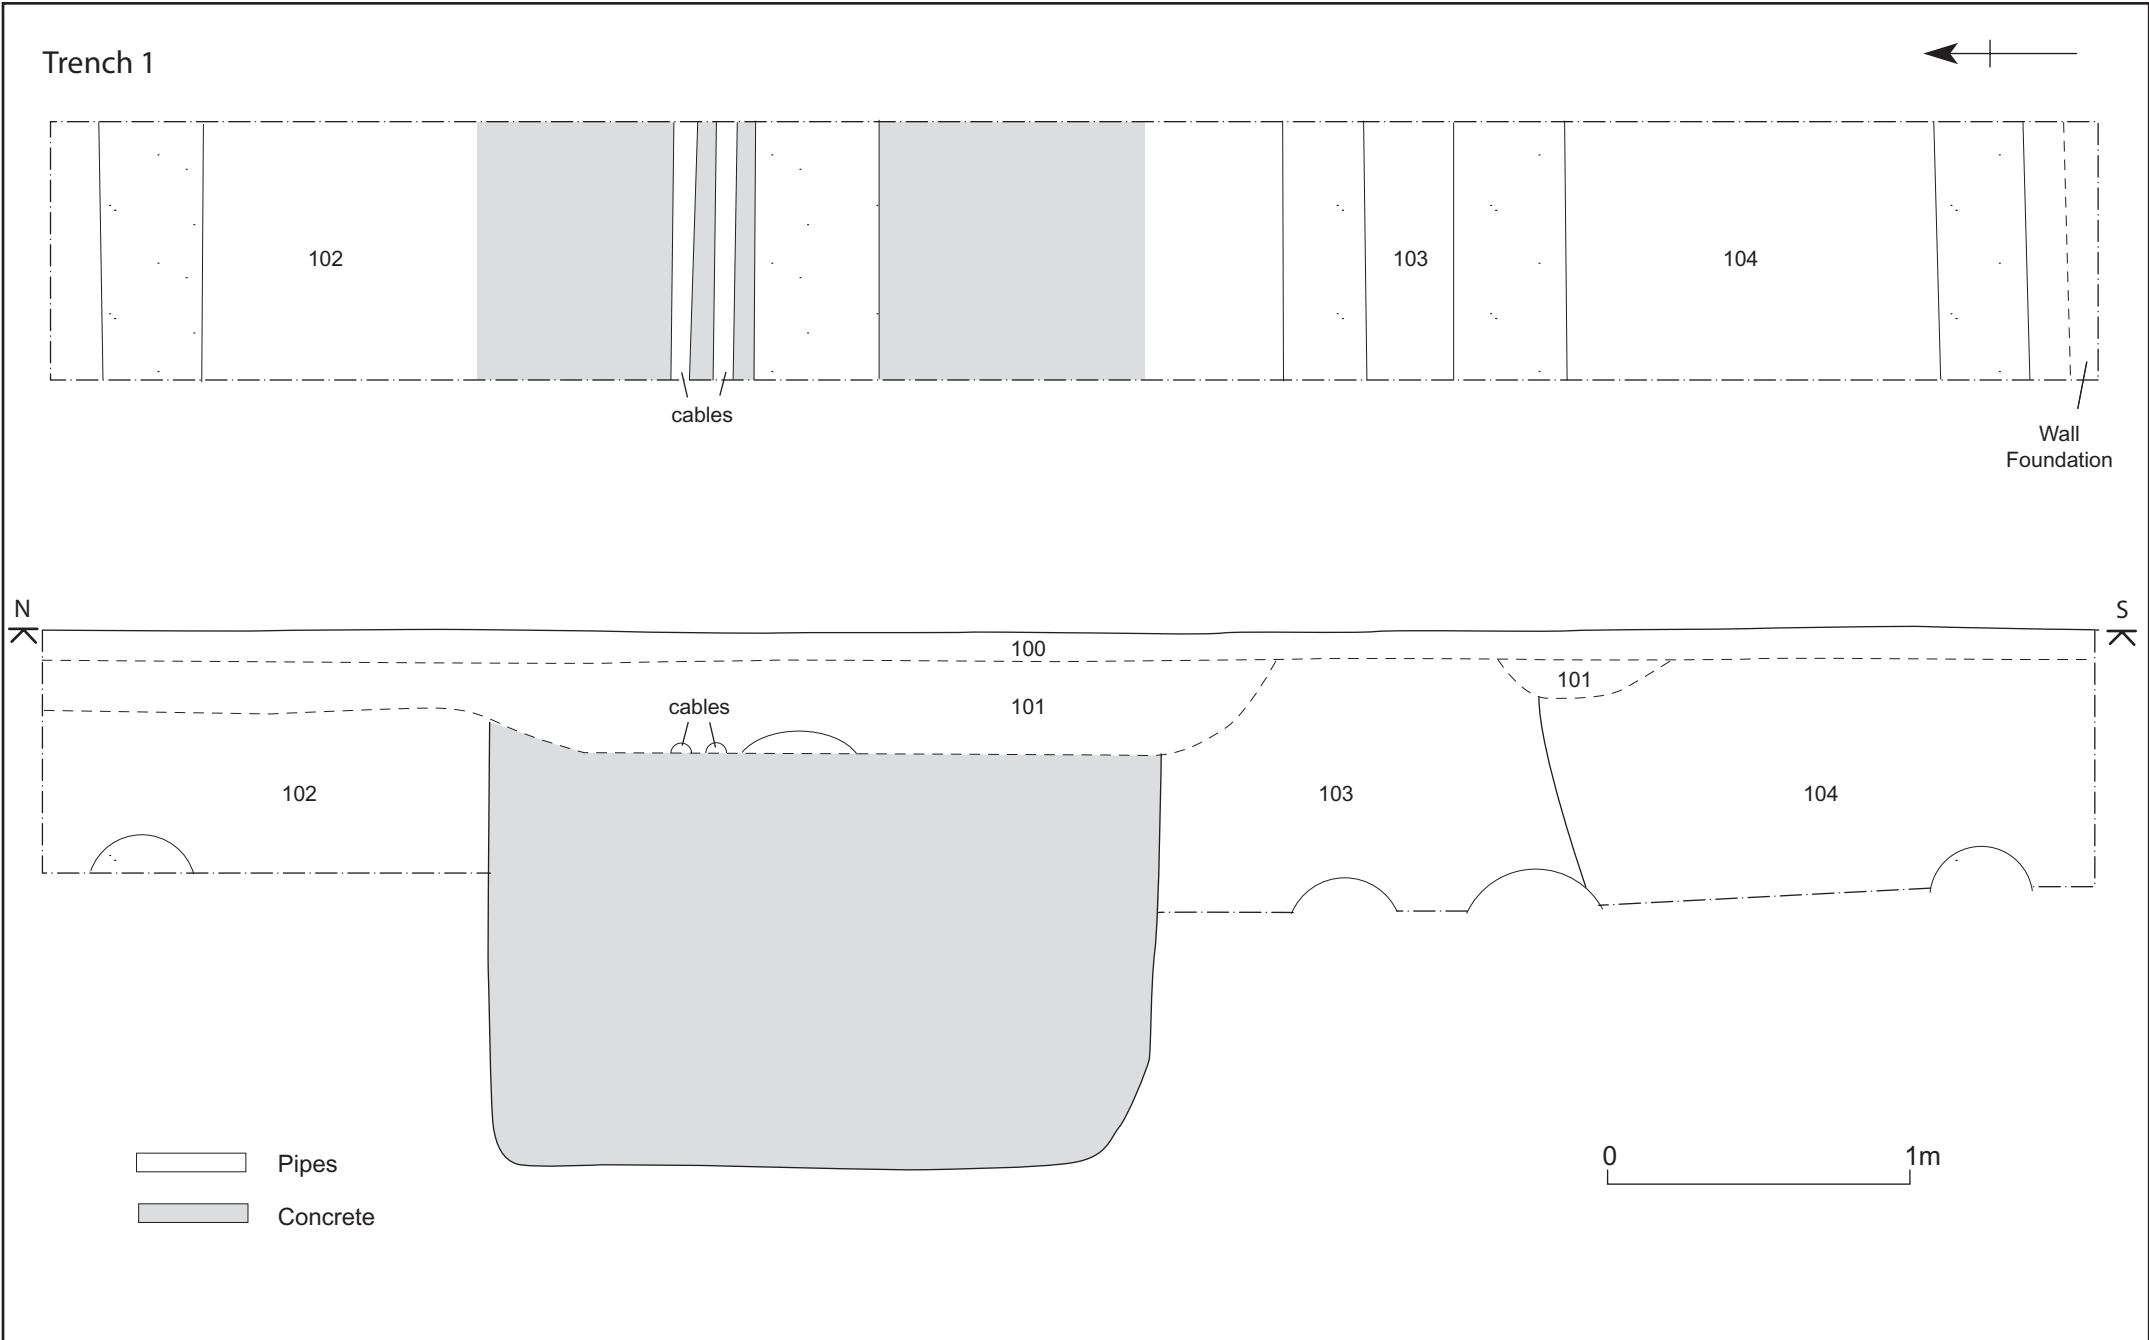 Trench 1
102
103
104
cables
Wall
Foundation
N
S
100
101
cables
101
102
103
104
Pipes
Concrete
0
1m